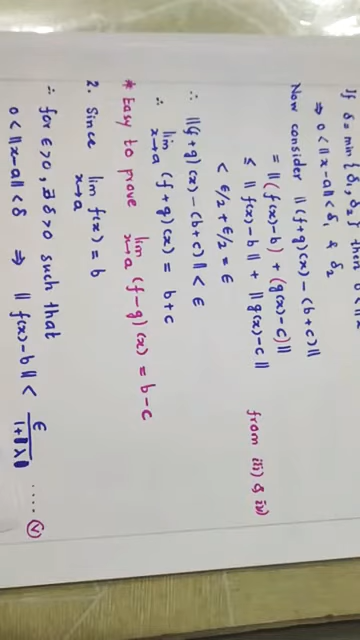 If δ = min {δ₁, δ₂} then 0 < ||x
⇒ 0 < ||x - a|| < δ₁ & δ₂
Now consider ||(f+g)(x) - (b+c)||
= ||(f(x)-b) + (g(x)-c)||
≤ ||f(x)-b|| + ||g(x)-c|| from iii) & iv)
< ϵ/2 + ϵ/2 = ϵ
∴ ||(f+g)(x) - (b+c)|| < ϵ
∴ lim x→a (f+g)(x) = b+c
* Easy to prove lim x→a (f-g)(x) = b-c
2. Since lim x→a f(x) = b
∴ for ϵ>0, ∃ δ>0 such that
0 < ||x-a|| < δ ⇒ ||f(x)-b|| < ϵ/1+|λ| ..... (v)